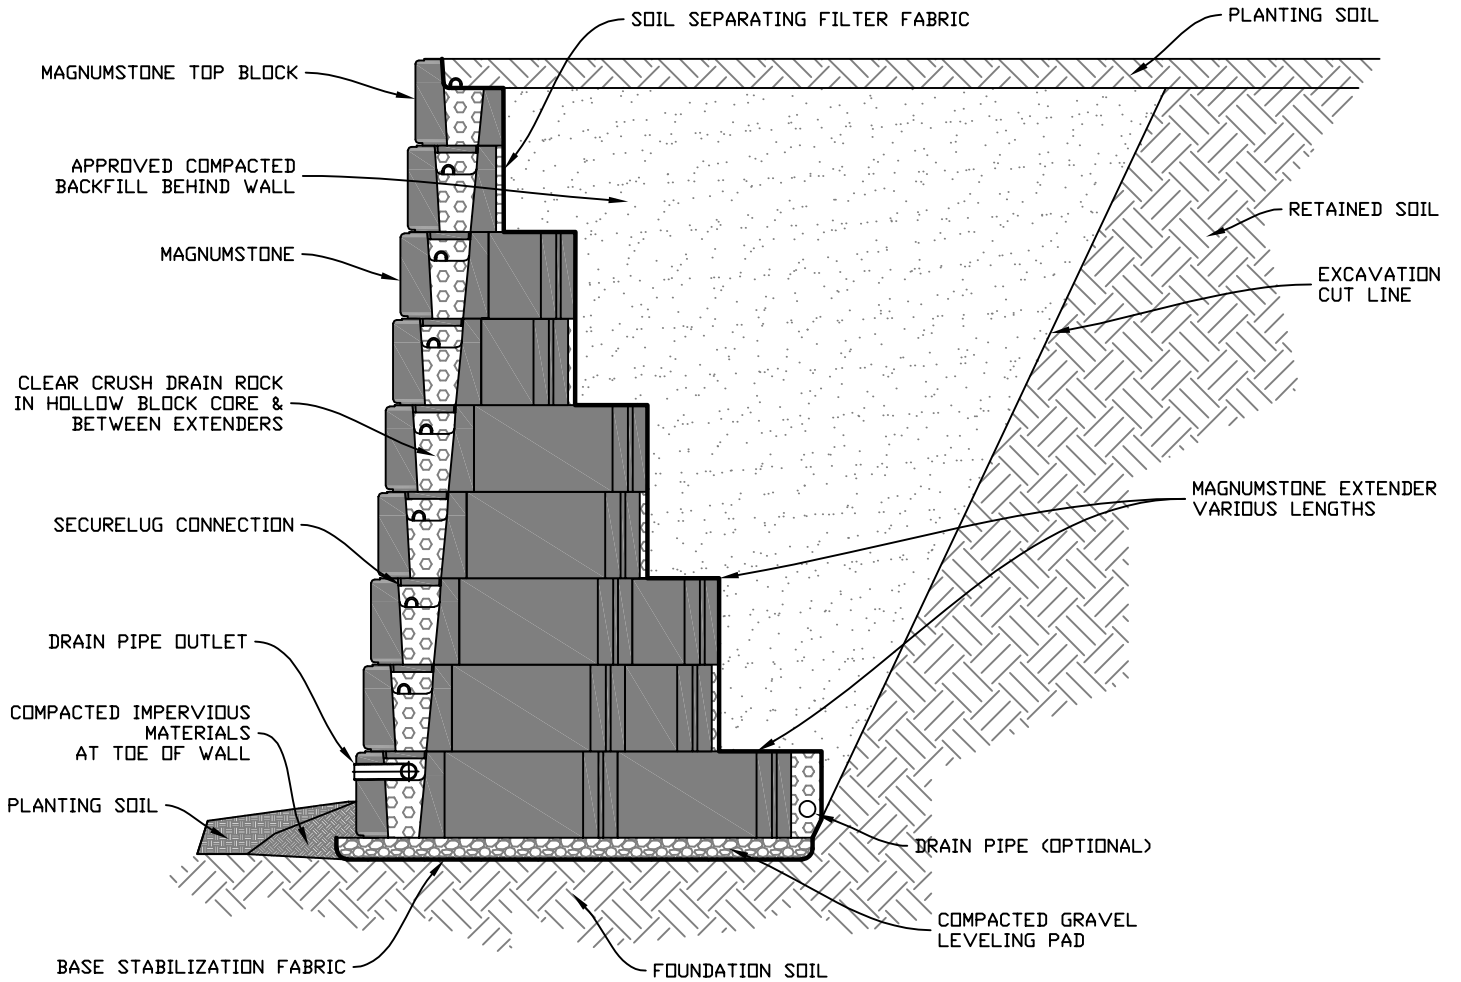 SOIL SEPARATING FILTER FABRIC
PLANTING SOIL
MAGNUMSTONE TOP BLOCK
APPROVED COMPACTED
BACKFILL BEHIND WALL
RETAINED SOIL
MAGNUMSTONE
EXCAVATION
CUT LINE
CLEAR CRUSH DRAIN ROCK
IN HOLLOW BLOCK CORE &
BETWEEN EXTENDERS
MAGNUMSTONE EXTENDER
VARIOUS LENGTHS
SECURELUG CONNECTION
DRAIN PIPE OUTLET
COMPACTED IMPERVIOUS
MATERIALS
AT TOE OF WALL
PLANTING SOIL
DRAIN PIPE (OPTIONAL)
COMPACTED GRAVEL
LEVELING PAD
BASE STABILIZATION FABRIC
FOUNDATION SOIL